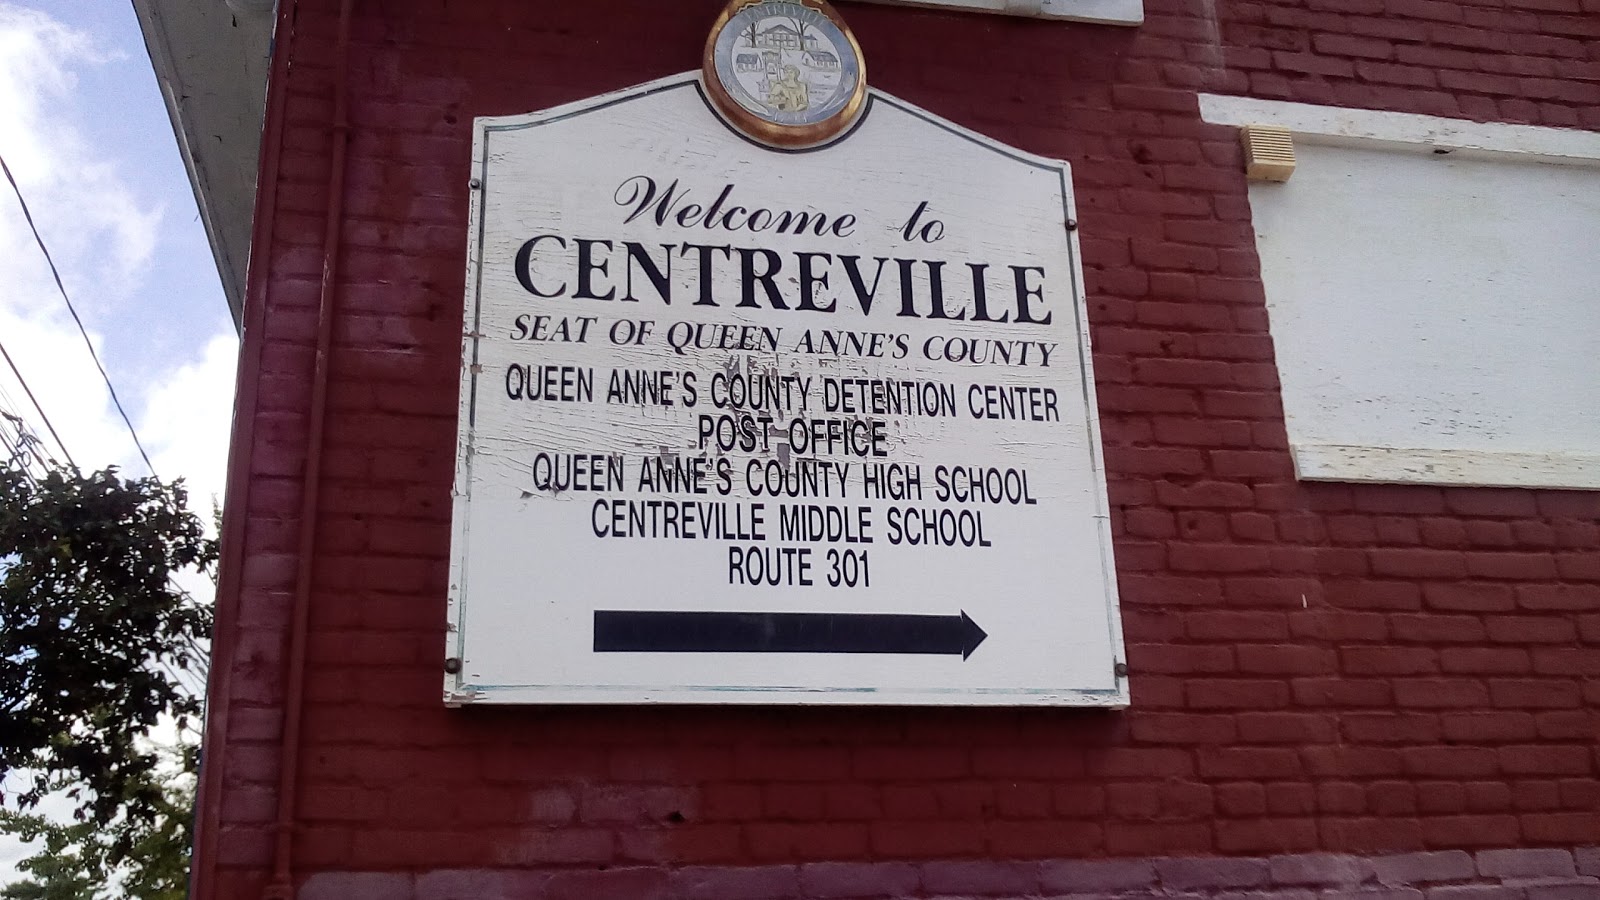 CENTREVILLE
Welcome to
CENTREVILLE
SEAT OF QUEEN ANNE'S COUNTY
QUEEN ANNE'S COUNTY DETENTION CENTER
POST OFFICE
QUEEN ANNE'S COUNTY HIGH SCHOOL
CENTREVILLE MIDDLE SCHOOL
ROUTE 301